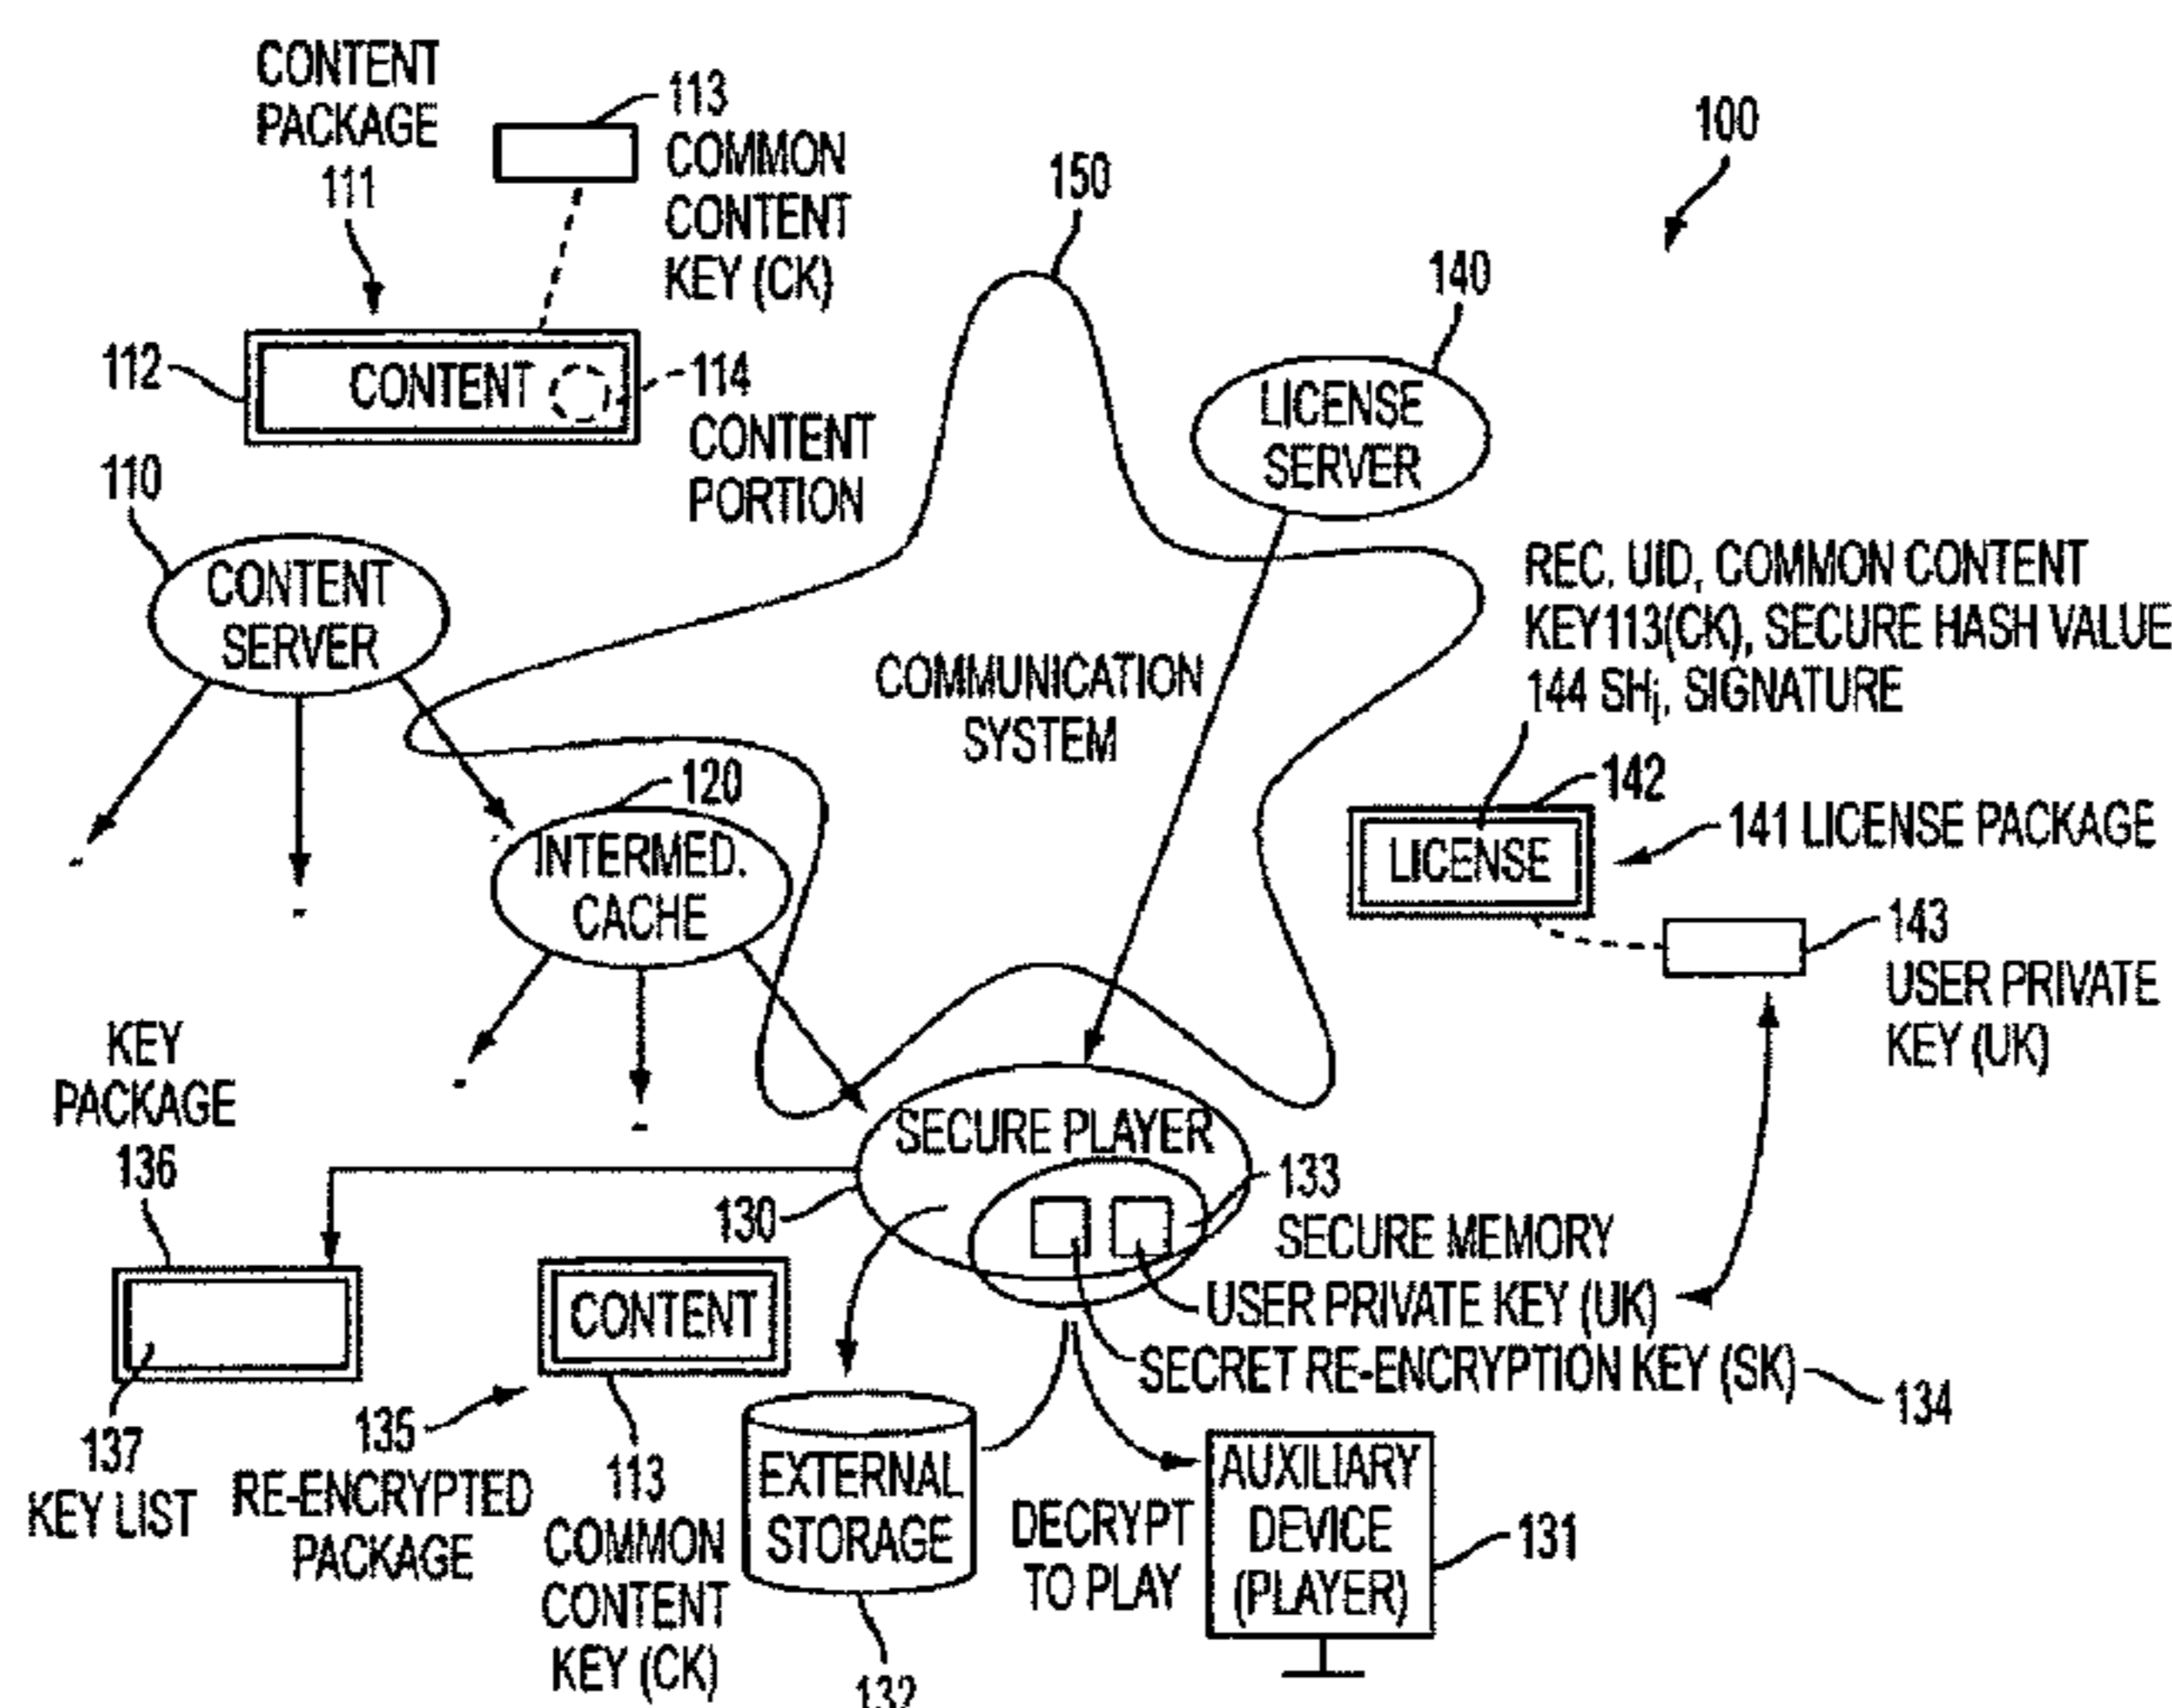 CONTENT
PACKAGE
111
113
COMMON
CONTENT
KEY (CK)
100
150
140
112
CONTENT
114
CONTENT
PORTION
LICENSE
SERVER
110
CONTENT
SERVER
REC. UID, COMMON CONTENT
KEY113(CK), SECURE HASH VALUE
144 SHj, SIGNATURE
COMMUNICATION
SYSTEM
120
INTERMED.
CACHE
142
LICENSE
141 LICENSE PACKAGE
143
USER PRIVATE
KEY (UK)
KEY
PACKAGE
136
SECURE PLAYER
130
133
SECURE MEMORY
USER PRIVATE KEY (UK)
SECRET RE-ENCRYPTION KEY (SK)
134
137
KEY LIST
CONTENT
135
RE-ENCRYPTED
PACKAGE
113
COMMON
CONTENT
KEY (CK)
EXTERNAL
STORAGE
132
DECRYPT
TO PLAY
AUXILIARY
DEVICE
(PLAYER)
131